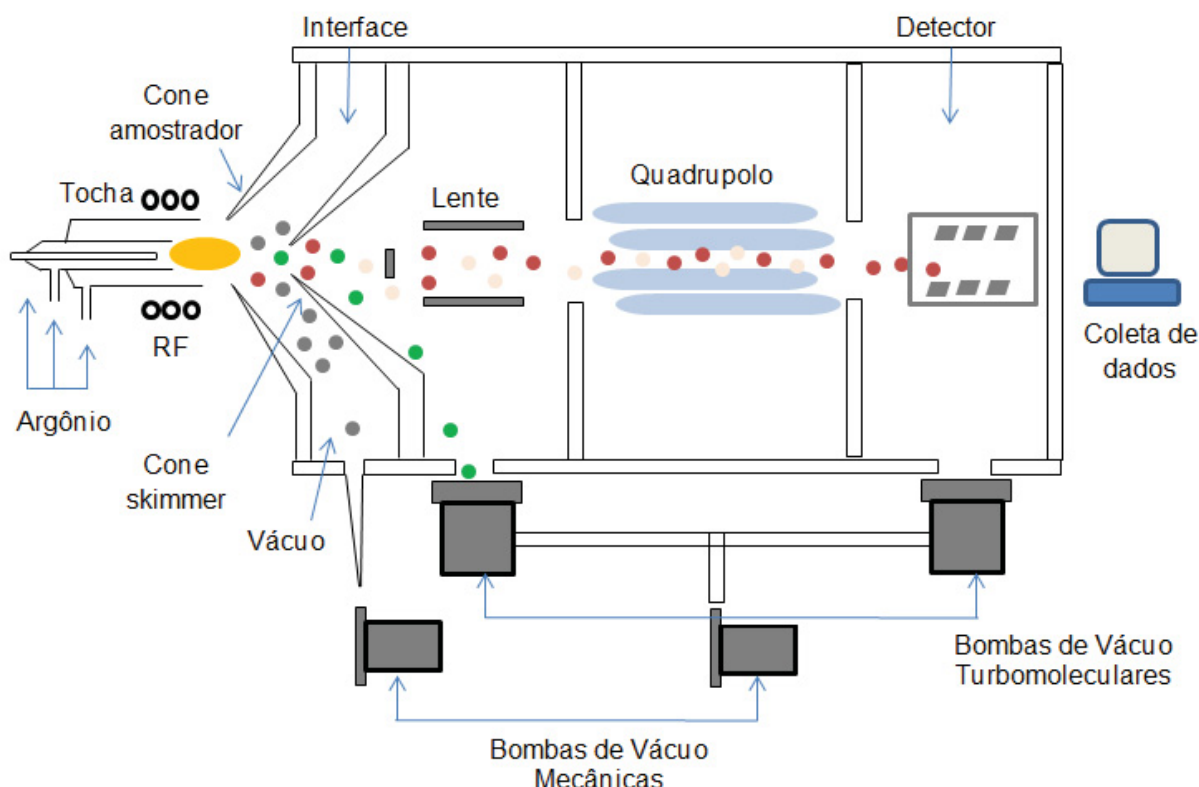 Interface
Detector
Cone
amostrador
Tocha
Lente
Quadrupolo
RF
Argônio
Cone
skimmer
Vácuo
Coleta de
dados
Bombas de Vácuo
Turbomoleculares
Bombas de Vácuo
Mecânicas